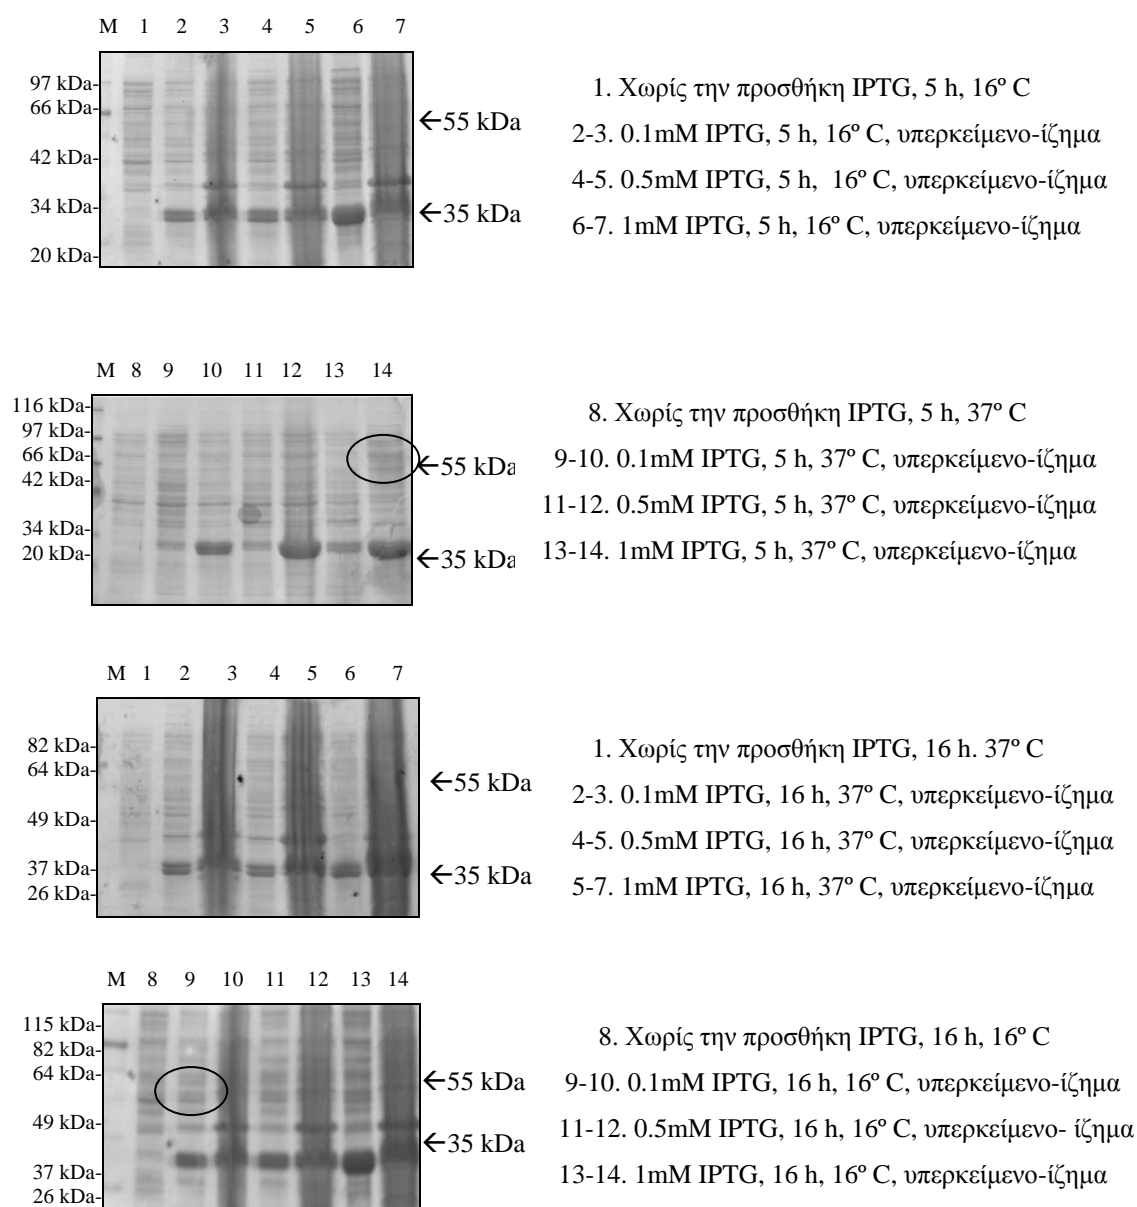 M 1 2 3 4 5 6 7
97 kDa-
66 kDa-
42 kDa-
34 kDa-
20 kDa-
←55 kDa
←35 kDa
1. Χωρίς την προσθήκη IPTG, 5 h, 16º C
2-3. 0.1mM IPTG, 5 h, 16º C, υπερκείμενο-ίζημα
4-5. 0.5mM IPTG, 5 h, 16º C, υπερκείμενο-ίζημα
6-7. 1mM IPTG, 5 h, 16º C, υπερκείμενο-ίζημα
M 8 9 10 11 12 13 14
116 kDa-
97 kDa-
66 kDa-
42 kDa-
34 kDa-
20 kDa-
←55 kDa
←35 kDa
8. Χωρίς την προσθήκη IPTG, 5 h, 37º C
9-10. 0.1mM IPTG, 5 h, 37º C, υπερκείμενο-ίζημα
11-12. 0.5mM IPTG, 5 h, 37º C, υπερκείμενο-ίζημα
13-14. 1mM IPTG, 5 h, 37º C, υπερκείμενο-ίζημα
M 1 2 3 4 5 6 7
82 kDa-
64 kDa-
49 kDa-
37 kDa-
26 kDa-
←55 kDa
←35 kDa
1. Χωρίς την προσθήκη IPTG, 16 h. 37º C
2-3. 0.1mM IPTG, 16 h, 37º C, υπερκείμενο-ίζημα
4-5. 0.5mM IPTG, 16 h, 37º C, υπερκείμενο-ίζημα
5-7. 1mM IPTG, 16 h, 37º C, υπερκείμενο-ίζημα
M 8 9 10 11 12 13 14
115 kDa-
82 kDa-
64 kDa-
49 kDa-
37 kDa-
26 kDa-
←55 kDa
←35 kDa
8. Χωρίς την προσθήκη IPTG, 16 h, 16º C
9-10. 0.1mM IPTG, 16 h, 16º C, υπερκείμενο-ίζημα
11-12. 0.5mM IPTG, 16 h, 16º C, υπερκείμενο- ίζημα
13-14. 1mM IPTG, 16 h, 16º C, υπερκείμενο-ίζημα